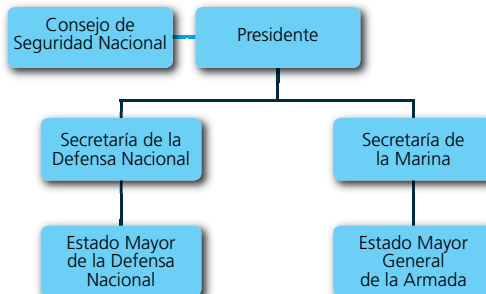 Consejo de
Seguridad Nacional
Presidente
Secretaría de la
Defensa Nacional
Secretaría de
la Marina
Estado Mayor
de la Defensa
Nacional
Estado Mayor
General
de la Armada